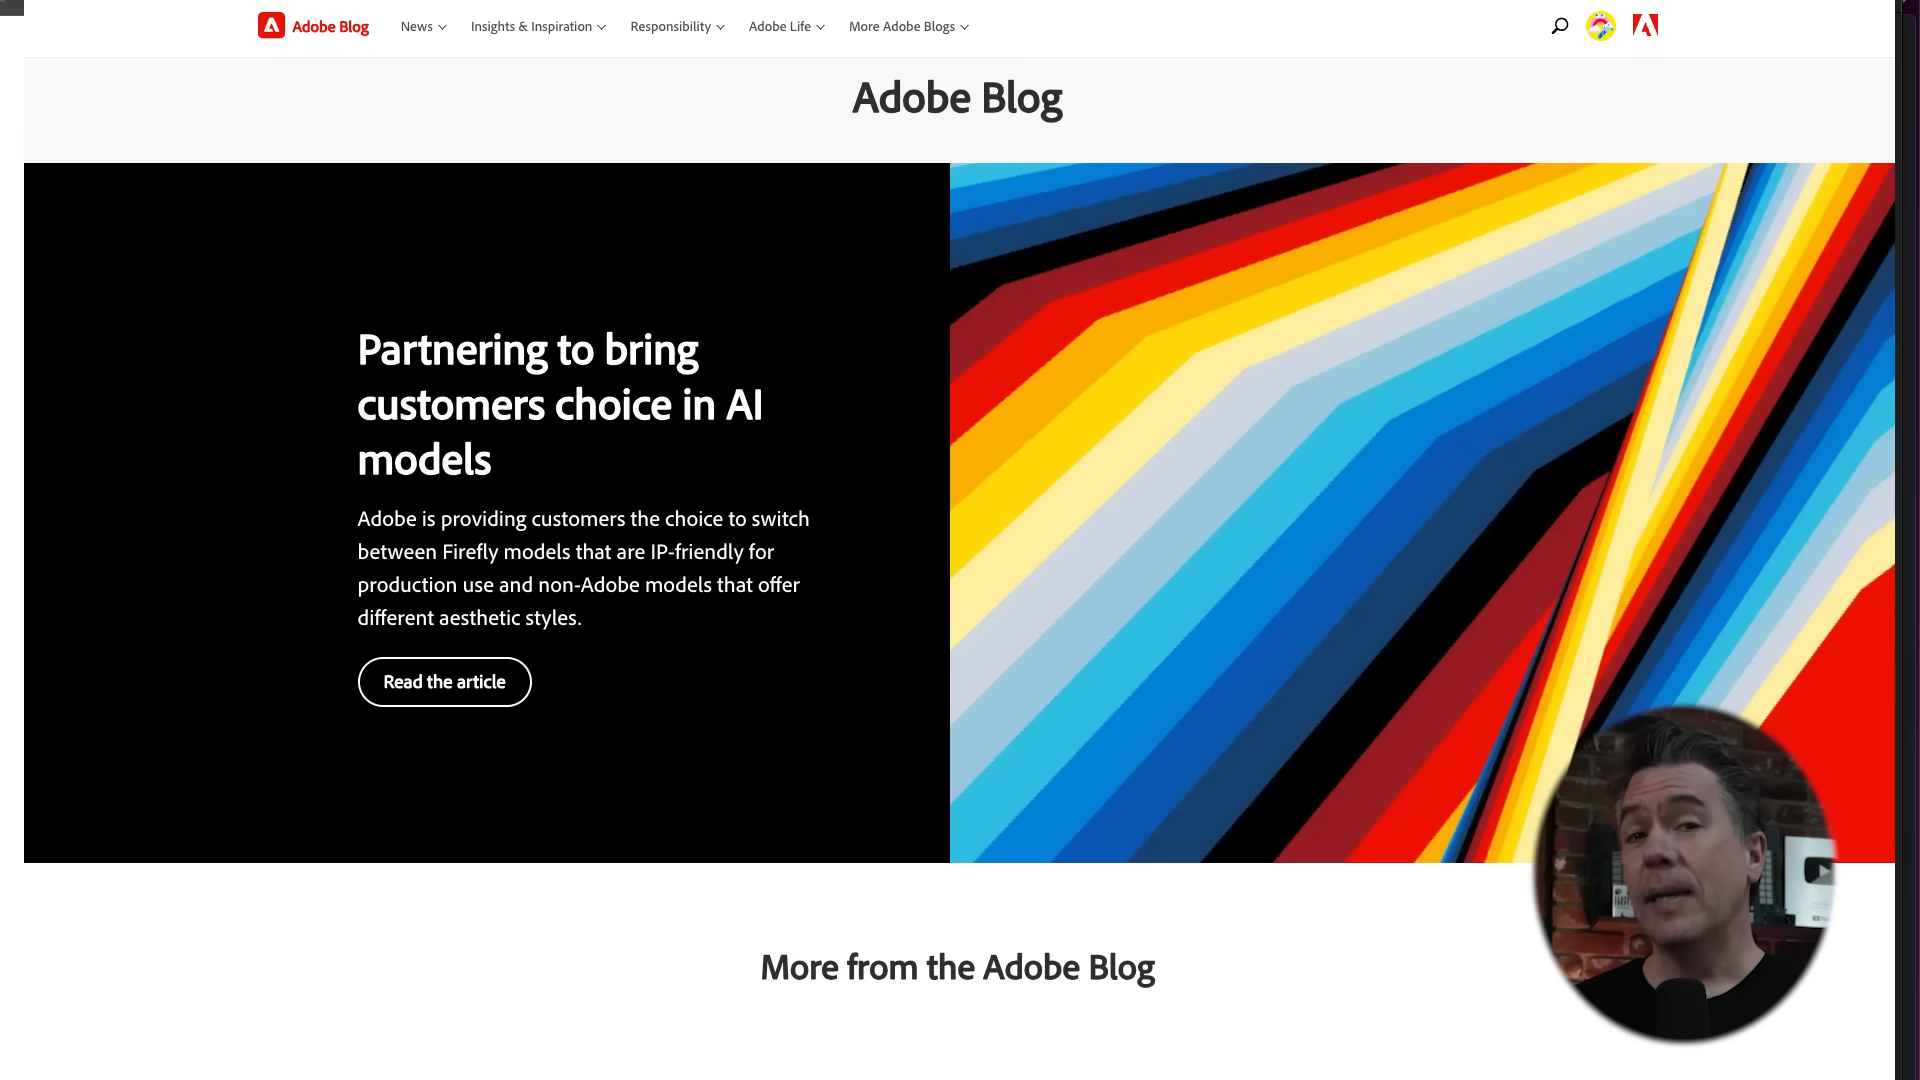 Adobe Blog
News
Insights & Inspiration
Responsibility
Adobe Life
More Adobe Blogs
Adobe Blog
Partnering to bring
customers choice in AI
models
Adobe is providing customers the choice to switch
between Firefly models that are IP-friendly for
production use and non-Adobe models that offer
different aesthetic styles.
Read the article
More from the Adobe Blog